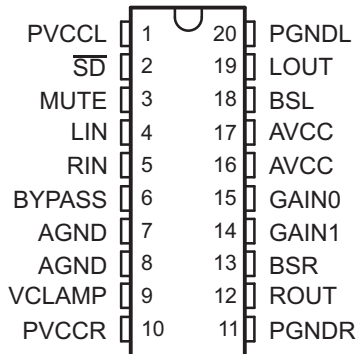 PVCCL 1 20 PGNDL
SD 2 19 LOUT
MUTE 3 18 BSL
LIN 4 17 AVCC
RIN 5 16 AVCC
BYPASS 6 15 GAIN0
AGND 7 14 GAIN1
AGND 8 13 BSR
VCLAMP 9 12 ROUT
PVCCR 10 11 PGNDR